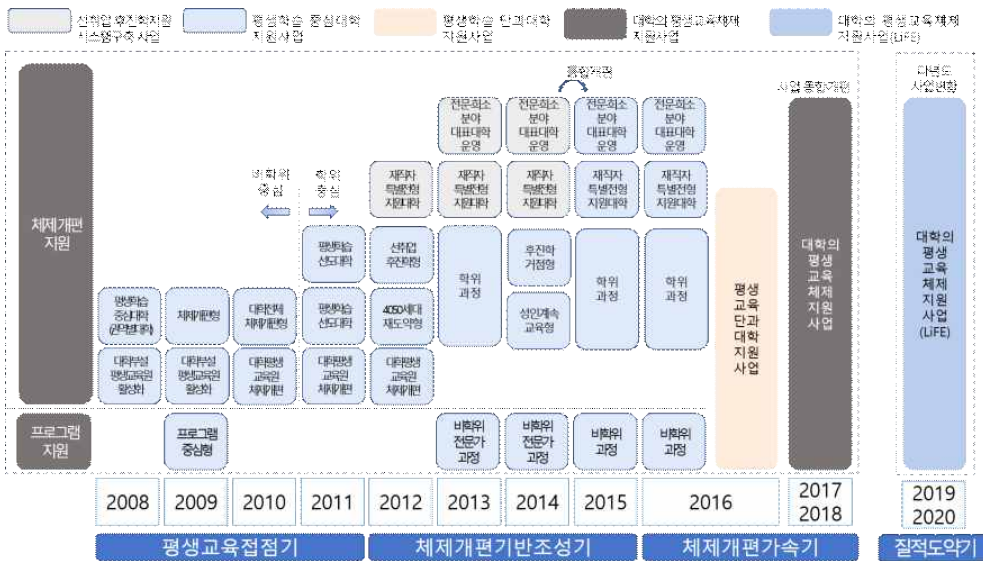 선취업 후진학지원
시스템구축 사업
평생학습 중심대학
지원사업
평생학습 단과대학
지원사업
대학의 평생교육체제
지원사업
대학의 평생교육체제
지원사업(LiFE)
통합개편
사업 통합개편
다년도
사업변환
비학위
중심
학위
중심
체제개편
지원
전문희소
분야
대표대학
운영
전문희소
분야
대표대학
운영
전문희소
분야
대표대학
운영
전문희소
분야
대표대학
운영
재직자
특별전형
지원대학
재직자
특별전형
지원대학
재직자
특별전형
지원대학
재직자
특별전형
지원대학
재직자
특별전형
지원대학
평생학습
선도대학
선취업
후진학형
학위
과정
후진학
거점형
학위
과정
학위
과정
평생학습
중심대학
(권역별대학)
체제개편형
대학전체
체제개편형
평생학습
선도대학
4050세대
재도약형
성인계속
교육형
대학부설
평생교육원
활성화
대학부설
평생교육원
활성화
대학평생
교육원
체제개편
대학평생
교육원
체제개편
대학평생
교육원
체제개편
평생
교육
단과
대학
지원
사업
대학의
평생
교육
체제
지원
사업
대학의
평생
교육
체제
지원
사업
(LiFE)
프로그램
지원
프로그램
중심형
비학위
전문가
과정
비학위
전문가
과정
비학위
과정
비학위
과정
2008
2009
2010
2011
2012
2013
2014
2015
2016
2017
2018
2019
2020
평생교육접점기
체제개편기반조성기
체제개편가속기
질적도약기